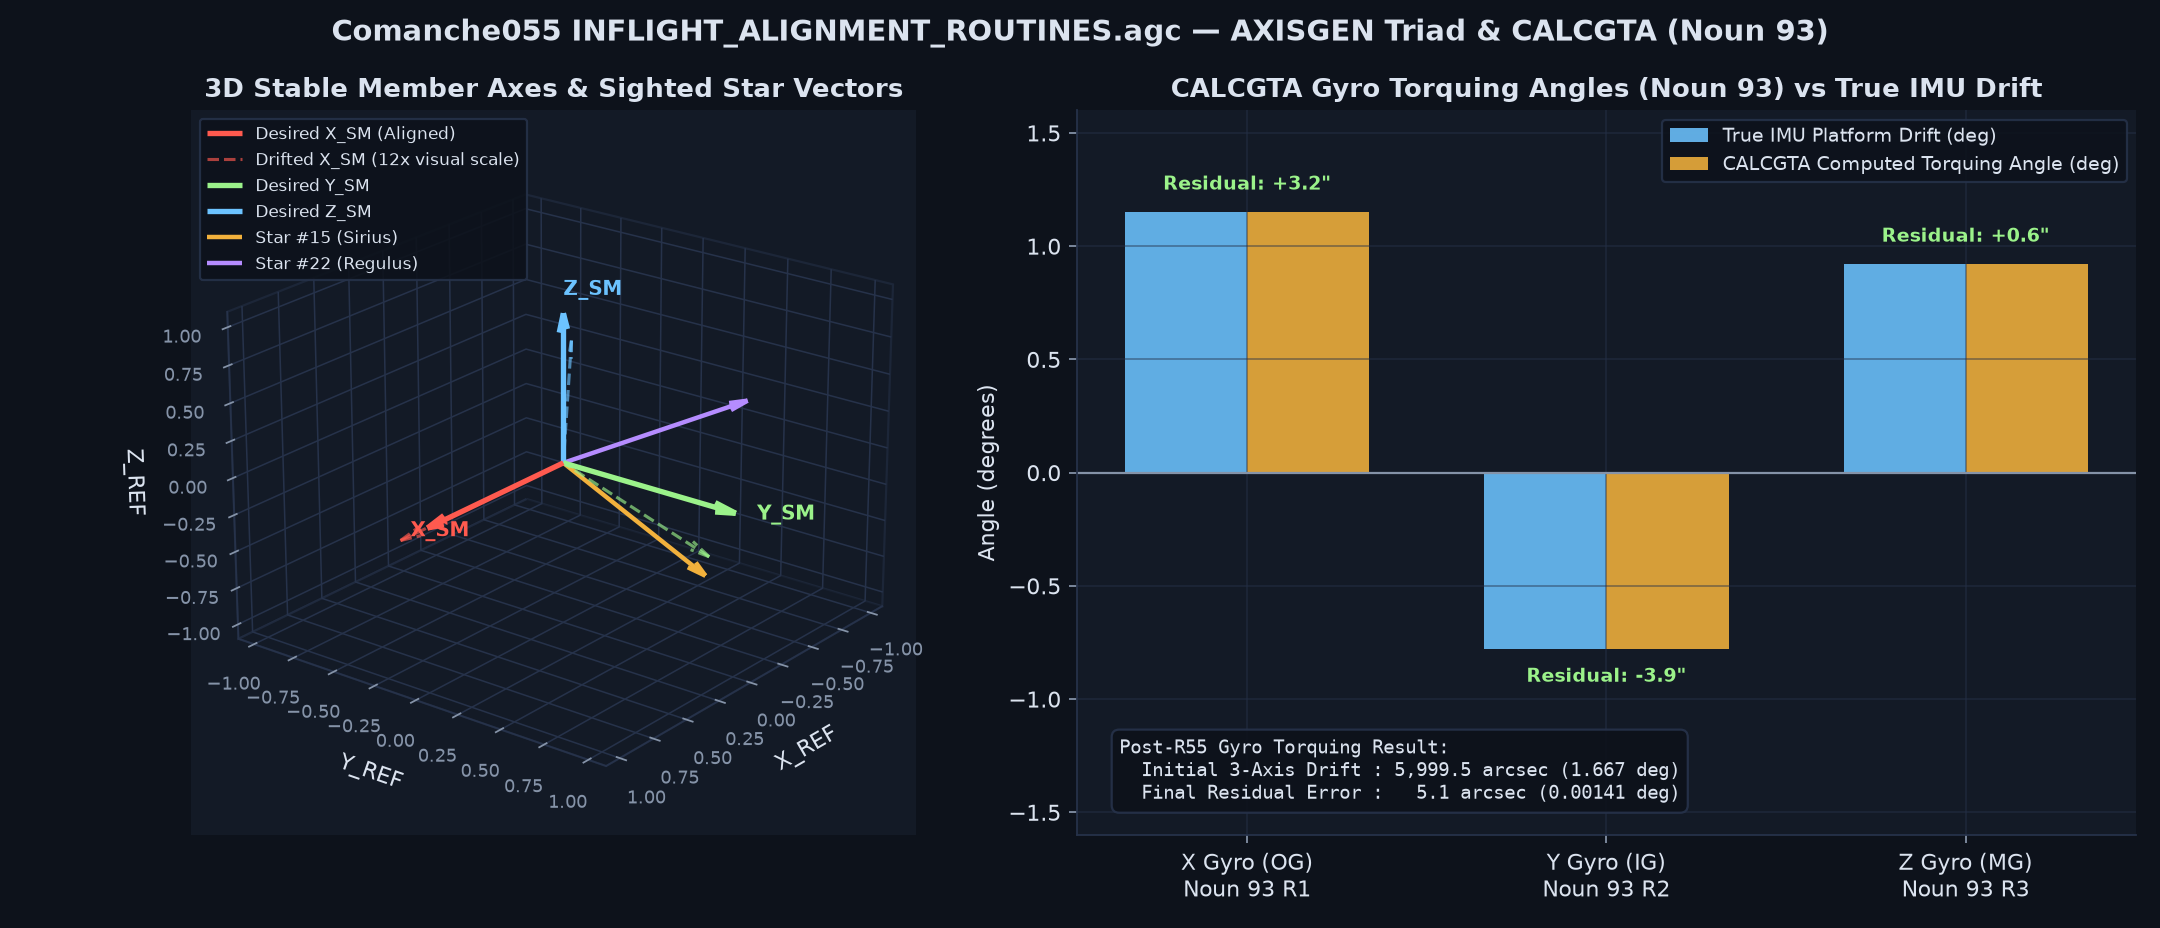 Comanche055 INFLIGHT_ALIGNMENT_ROUTINES.agc — AXISGEN Triad & CALCGTA (Noun 93)
3D Stable Member Axes & Sighted Star Vectors
Desired X_SM (Aligned)
Drifted X_SM (12x visual scale)
Desired Y_SM
Desired Z_SM
Star #15 (Sirius)
Star #22 (Regulus)
Z_SM
Y_SM
X_SM
Z_REF
1.00
0.75
0.50
0.25
0.00
−0.25
−0.50
−0.75
−1.00
−1.00
−0.75
−0.50
−0.25
0.00
0.25
0.50
0.75
1.00
Y_REF
−1.00
−0.75
−0.50
−0.25
0.00
0.25
0.50
0.75
1.00
X_REF
CALCGTA Gyro Torquing Angles (Noun 93) vs True IMU Drift
True IMU Platform Drift (deg)
CALCGTA Computed Torquing Angle (deg)
Angle (degrees)
1.5
1.0
0.5
0.0
−0.5
−1.0
−1.5
Residual: +3.2"
Residual: -3.9"
Residual: +0.6"
Post-R55 Gyro Torquing Result:
Initial 3-Axis Drift : 5,999.5 arcsec (1.667 deg)
Final Residual Error :   5.1 arcsec (0.00141 deg)
X Gyro (OG)
Noun 93 R1
Y Gyro (IG)
Noun 93 R2
Z Gyro (MG)
Noun 93 R3